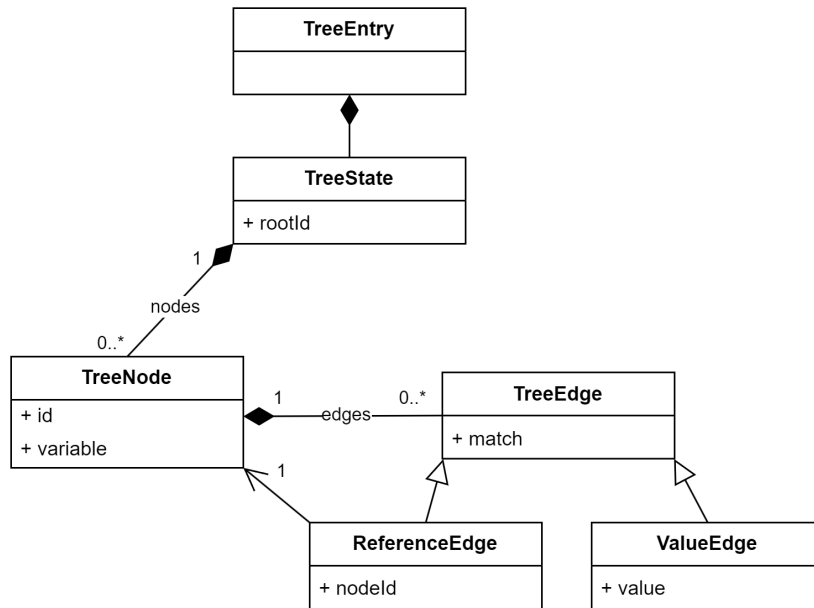 TreeEntry
TreeState
+ rootId
1
nodes
0..*
TreeNode
+ id
+ variable
1
edges
0..*
TreeEdge
+ match
1
ReferenceEdge
+ nodeId
ValueEdge
+ value